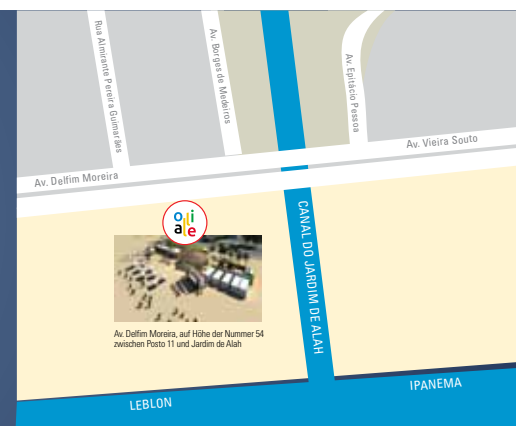 Rua Almirante Pereira Guimarães
Av. Borges de Medeiros
Av. Epitácio Pessoa
Av. Vieira Souto
Av. Delfim Moreira
oli
ale
CANAL DO JARDIM DE ALAH
Av. Delfim Moreira, auf Höhe der Nummer 54
zwischen Posto 11 und Jardim de Alah
LEBLON
IPANEMA